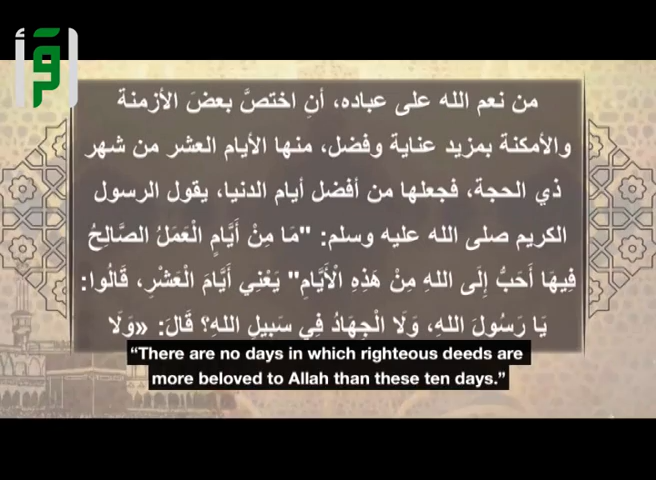 اقرأ
من نعم الله على عباده، أنِ اختصَّ بعضَ الأزمنة
والأمكنة بمزيد عناية وفضل، منها الأيام العشر من شهر
ذي الحجة، فجعلها من أفضل أيام الدنيا، يقول الرسول
الكريم صلى الله عليه وسلم: "مَا مِنْ أَيَّامٍ الْعَمَلُ الصَّالِحُ
فِيهَا أَحَبُّ إِلَى اللهِ مِنْ هَذِهِ الْأَيَّامِ" يَعْنِي أَيَّامَ الْعَشْرِ، قَالُوا:
يَا رَسُولَ اللهِ، وَلَا الْجِهَادُ فِي سَبِيلِ اللهِ؟ قَالَ: «وَلَا
“There are no days in which righteous deeds are
more beloved to Allah than these ten days.”